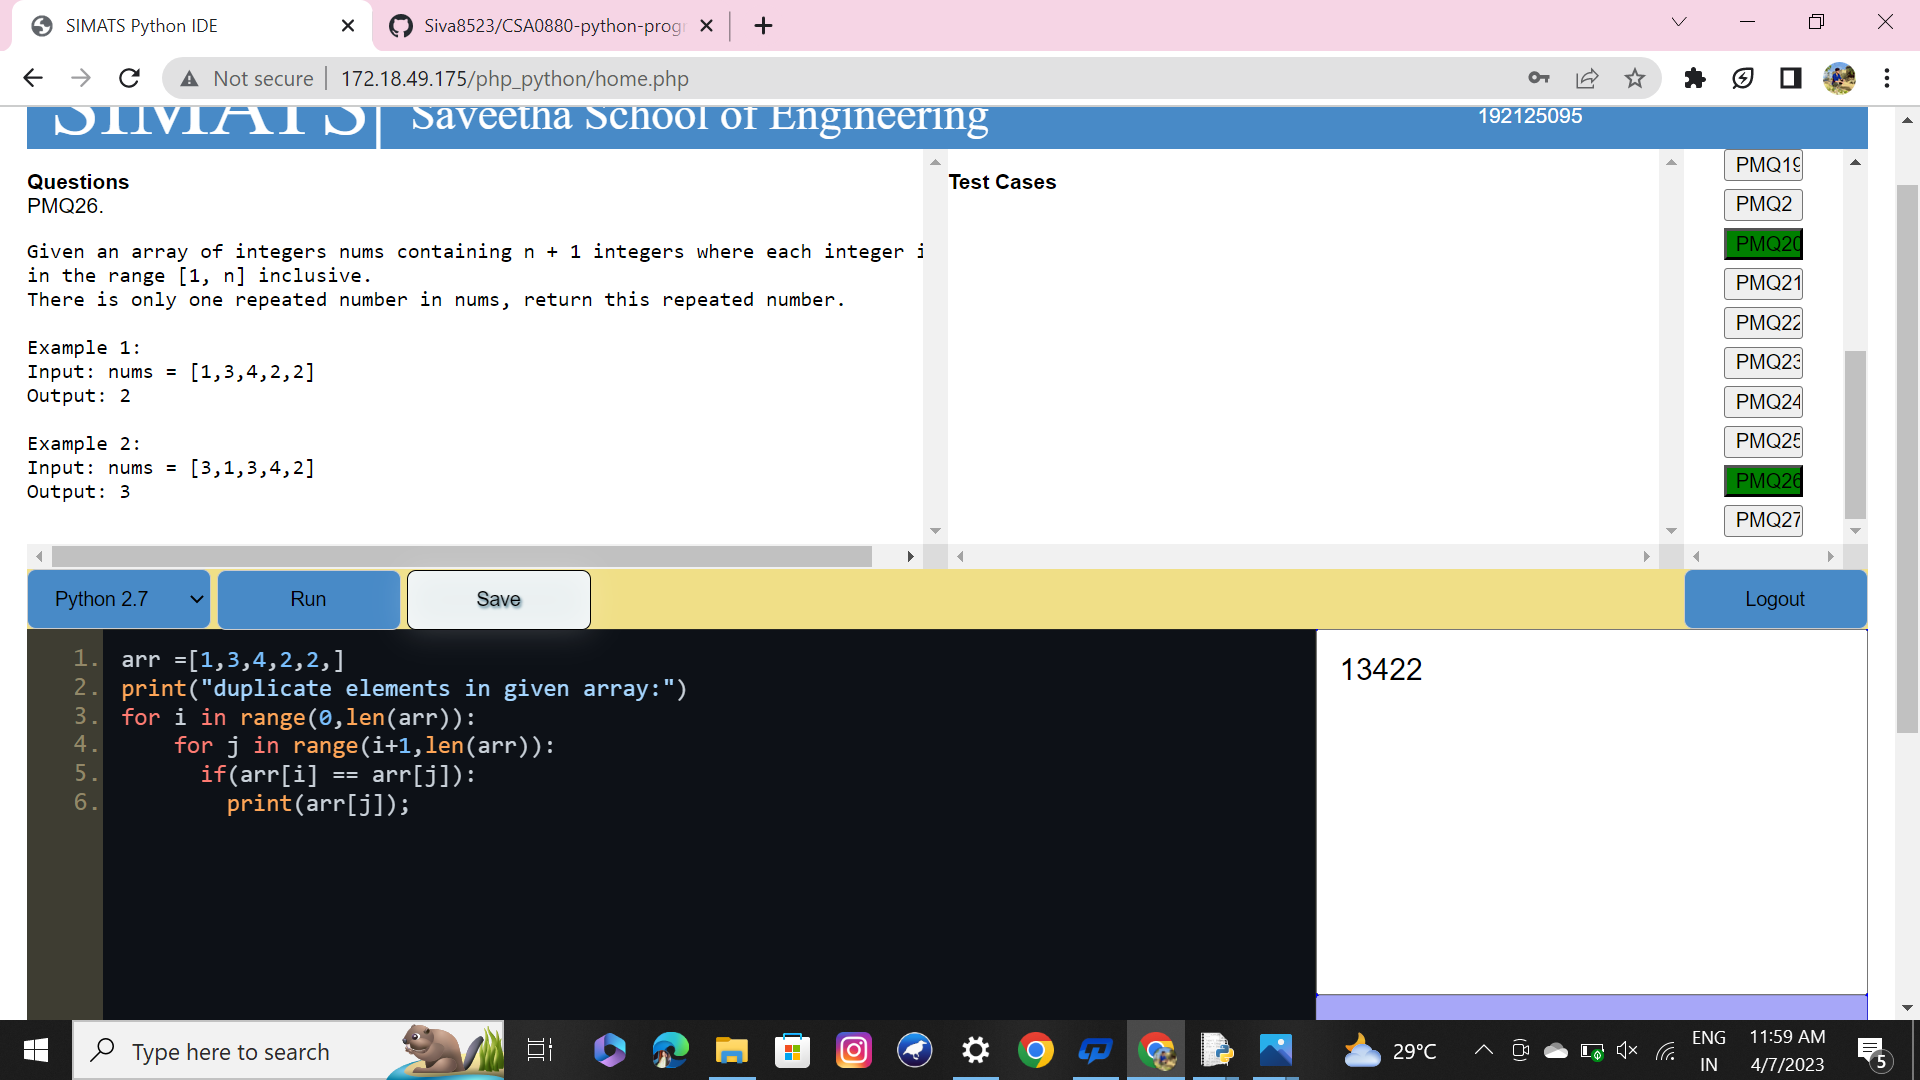 SIMATS Python IDE
Siva8523/CSA0880-python-progr
Not secure
172.18.49.175/php_python/home.php
SIMATS
Saveetha School of Engineering
192125095
Questions
PMQ26.
Given an array of integers nums containing n + 1 integers where each integer i
in the range [1, n] inclusive.
There is only one repeated number in nums, return this repeated number.
Example 1:
Input: nums = [1,3,4,2,2]
Output: 2
Example 2:
Input: nums = [3,1,3,4,2]
Output: 3
Test Cases
PMQ19
PMQ2
PMQ20
PMQ21
PMQ22
PMQ23
PMQ24
PMQ25
PMQ26
PMQ27
Python 2.7
Run
Save
Logout
1. arr =[1,3,4,2,2,]
2. print("duplicate elements in given array:")
3. for i in range(0,len(arr)):
4.     for j in range(i+1,len(arr)):
5.       if(arr[i] == arr[j]):
6.         print(arr[j]);
13422
Type here to search
29°C
ENG
IN
11:59 AM
4/7/2023
5